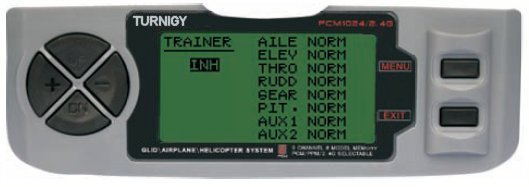 TURNIGY
PCM1024/2.4G
TRAINER
INH
AILE NORM
ELEV NORM
THRO NORM
RUDD NORM
GEAR NORM
PIT. NORM
AUX1 NORM
AUX2 NORM
MENU
EXIT
+
UP
DN
GLID\AIRPLANE\HELICOPTER SYSTEM
CHANNEL 8 MODEL MEMORY
PCM/PPM/2.4G SELECTABLE